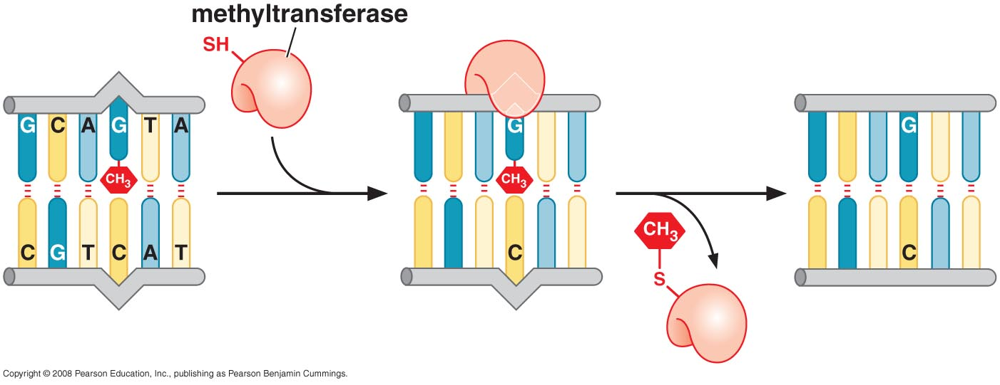 methyltransferase
SH
G C A G T A
CH3
C G T C A T
G
CH3
C
CH3
S
G
C
Copyright © 2008 Pearson Education, Inc., publishing as Pearson Benjamin Cummings.